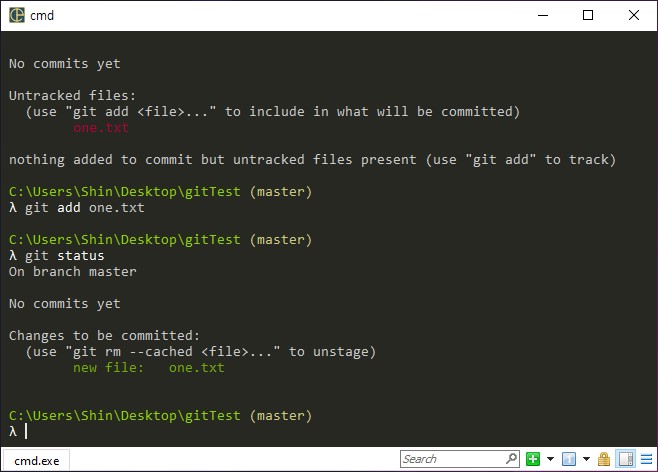 cmd
No commits yet
Untracked files:
(use "git add <file>..." to include in what will be committed)
one.txt
nothing added to commit but untracked files present (use "git add" to track)
C:\Users\Shin\Desktop\gitTest (master)
λ git add one.txt
C:\Users\Shin\Desktop\gitTest (master)
λ git status
On branch master
No commits yet
Changes to be committed:
(use "git rm --cached <file>..." to unstage)
new file:   one.txt
C:\Users\Shin\Desktop\gitTest (master)
λ
cmd.exe
Search